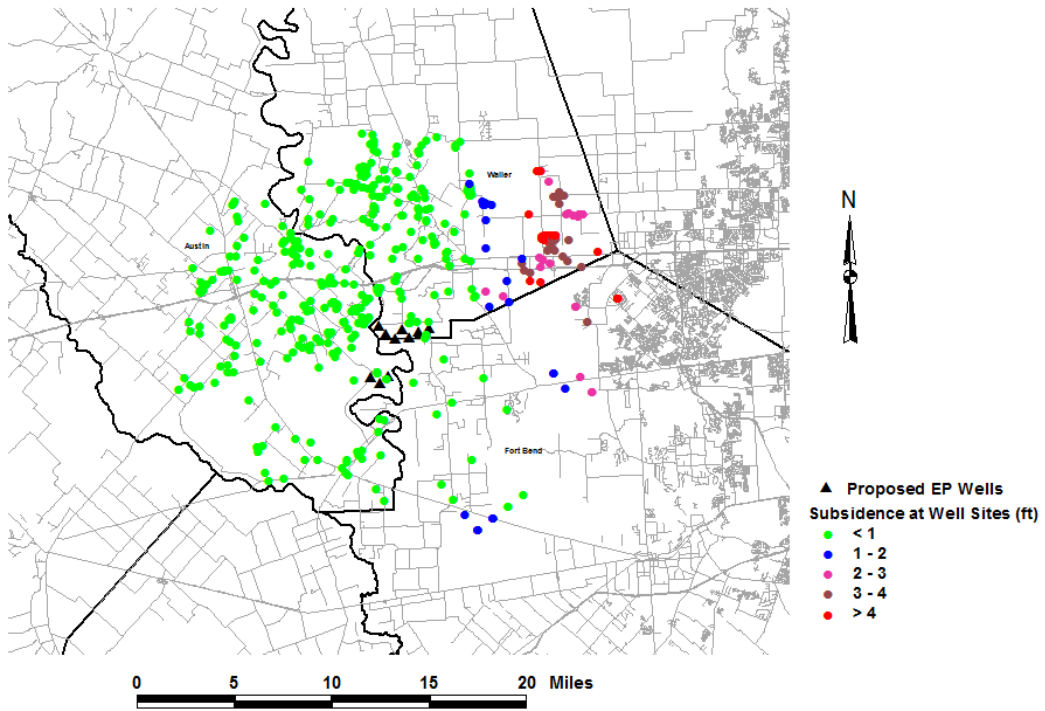 Waller
Austin
N
Fort Bend
Proposed EP Wells
Subsidence at Well Sites (ft)
< 1
1 - 2
2 - 3
3 - 4
> 4
0 5 10 15 20 Miles